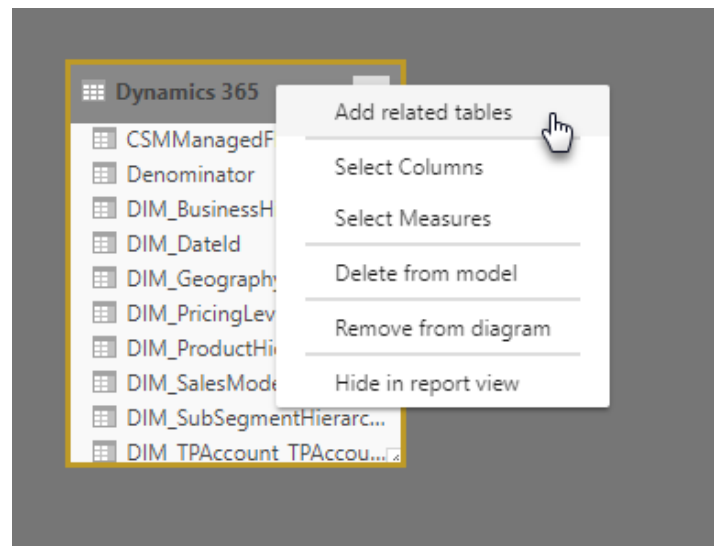 Dynamics 365
CSMManagedF
Denominator
DIM_BusinessH
DIM_DateId
DIM_Geography
DIM_PricingLev
DIM_ProductHi
DIM_SalesMode
DIM_SubSegmentHierarc...
DIM_TPAccount_TPAccou...
Add related tables
Select Columns
Select Measures
Delete from model
Remove from diagram
Hide in report view